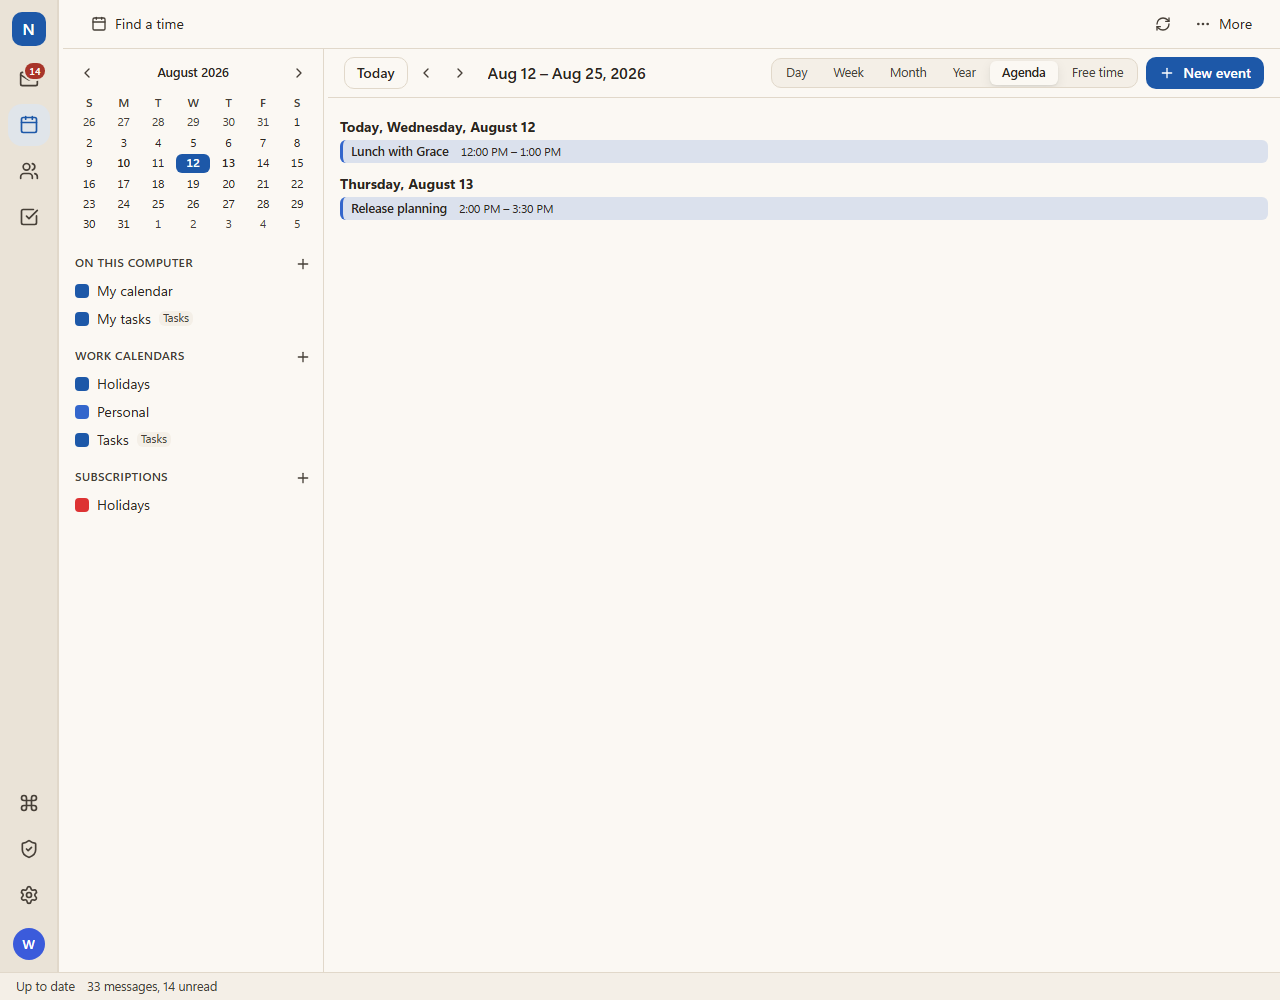 N
Find a time
More
14
August 2026
S M T W T F S
26 27 28 29 30 31 1
2 3 4 5 6 7 8
9 10 11 12 13 14 15
16 17 18 19 20 21 22
23 24 25 26 27 28 29
30 31 1 2 3 4 5
ON THIS COMPUTER
My calendar
My tasks Tasks
WORK CALENDARS
Holidays
Personal
Tasks Tasks
SUBSCRIPTIONS
Holidays
Today
Aug 12 – Aug 25, 2026
Day Week Month Year Agenda Free time
New event
Today, Wednesday, August 12
Lunch with Grace 12:00 PM – 1:00 PM
Thursday, August 13
Release planning 2:00 PM – 3:30 PM
W
Up to date 33 messages, 14 unread